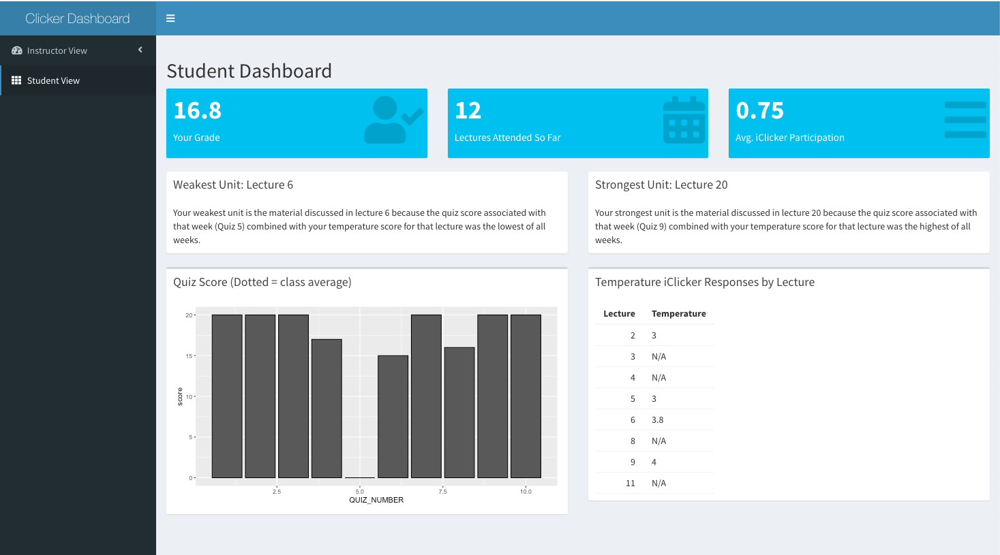 Clicker Dashboard
Instructor View
Student View
Student Dashboard
16.8
Your Grade
12
Lectures Attended So Far
0.75
Avg. iClicker Participation
Weakest Unit: Lecture 6
Your weakest unit is the material discussed in lecture 6 because the quiz score associated with
that week (Quiz 5) combined with your temperature score for that lecture was the lowest of all
weeks.
Strongest Unit: Lecture 20
Your strongest unit is the material discussed in lecture 20 because the quiz score associated with
that week (Quiz 9) combined with your temperature score for that lecture was the highest of all
weeks.
Quiz Score (Dotted = class average)
20
15
10
5
0
score
2.5 5.0 7.5 10.0
QUIZ_NUMBER
Temperature iClicker Responses by Lecture
Lecture Temperature
2 3
3 N/A
4 N/A
5 3
6 3.8
8 N/A
9 4
11 N/A